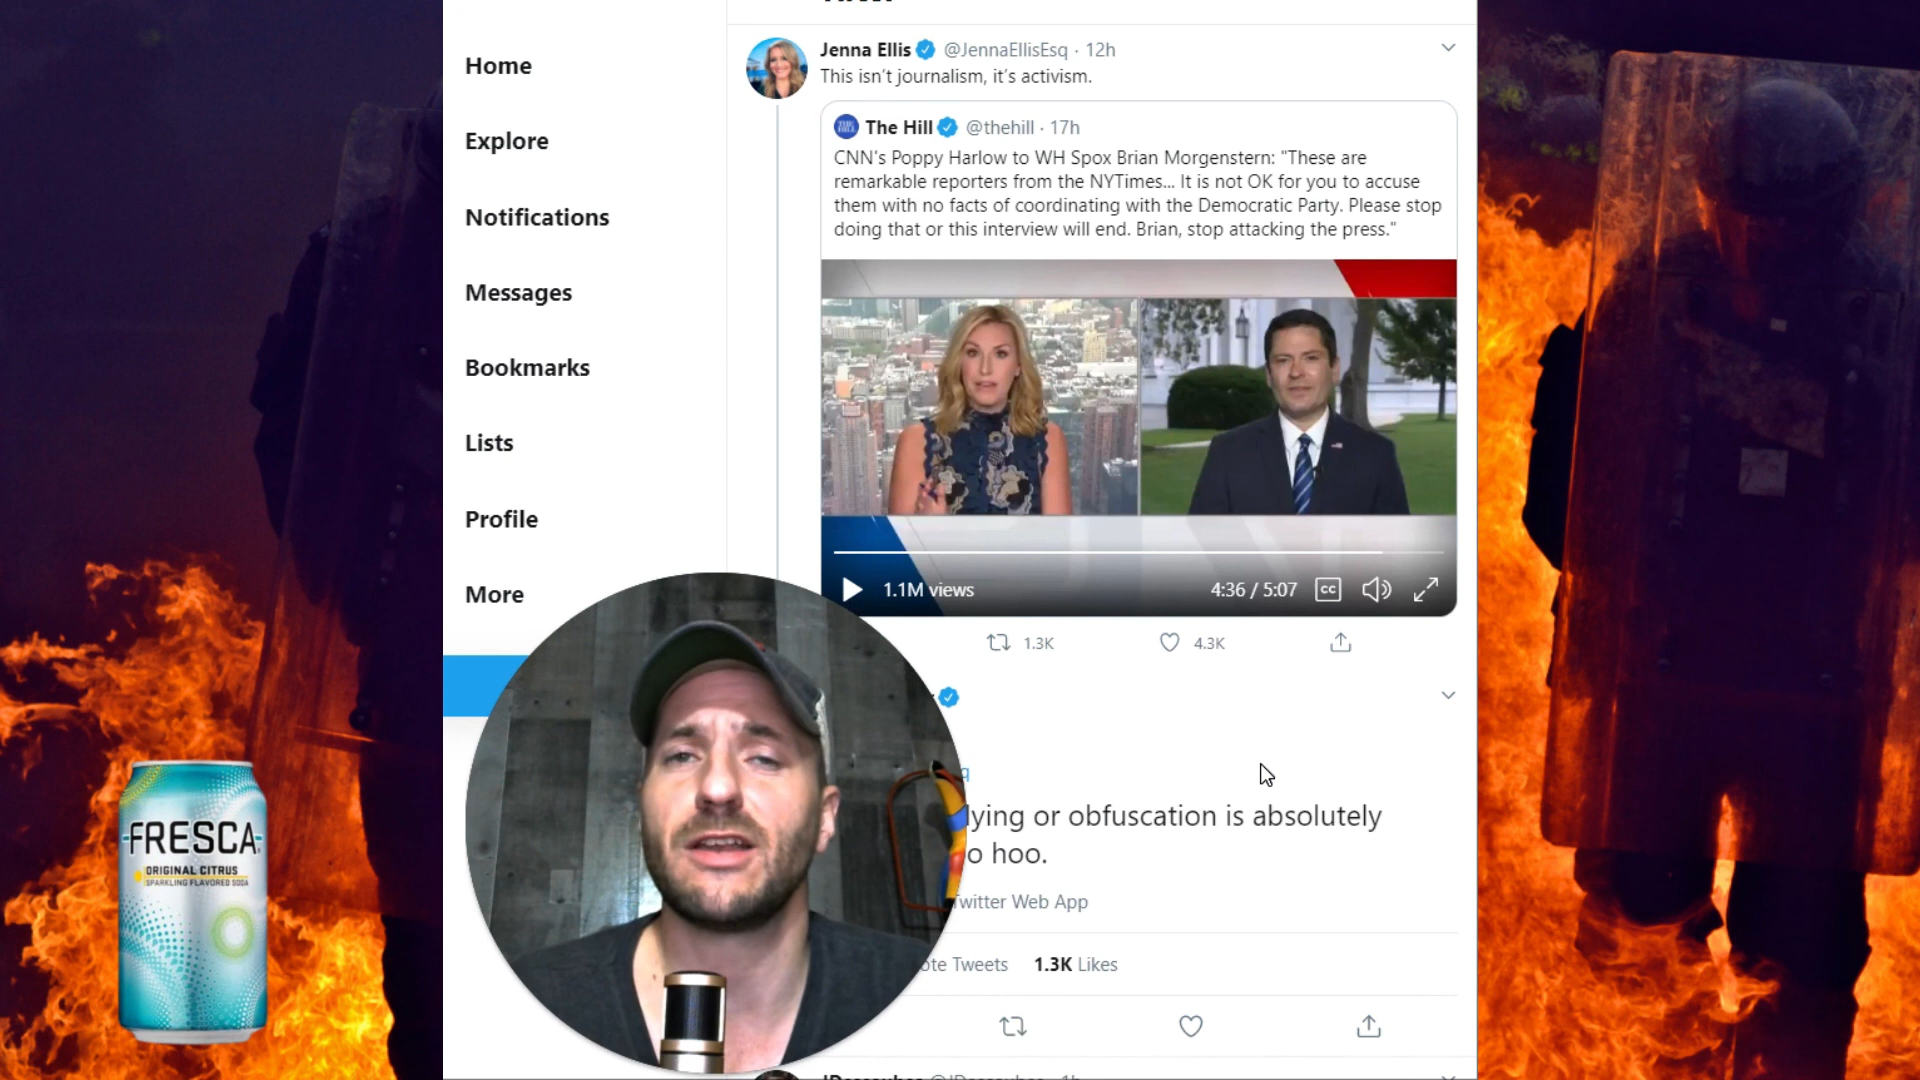 Home
Explore
Notifications
Messages
Bookmarks
Lists
Profile
More
Jenna Ellis @JennaEllisEsq · 12h
This isn't journalism, it's activism.
THE HILL
The Hill @thehill · 17h
CNN's Poppy Harlow to WH Spox Brian Morgenstern: "These are
remarkable reporters from the NYTimes... It is not OK for you to accuse
them with no facts of coordinating with the Democratic Party. Please stop
doing that or this interview will end. Brian, stop attacking the press."
1.1M views
4:36 / 5:07
CC
1.3K
4.3K
lying or obfuscation is absolutely
hoo.
Twitter Web App
Tweets 1.3K Likes
FRESCA
ORIGINAL CITRUS
SPARKLING FLAVORED SODA